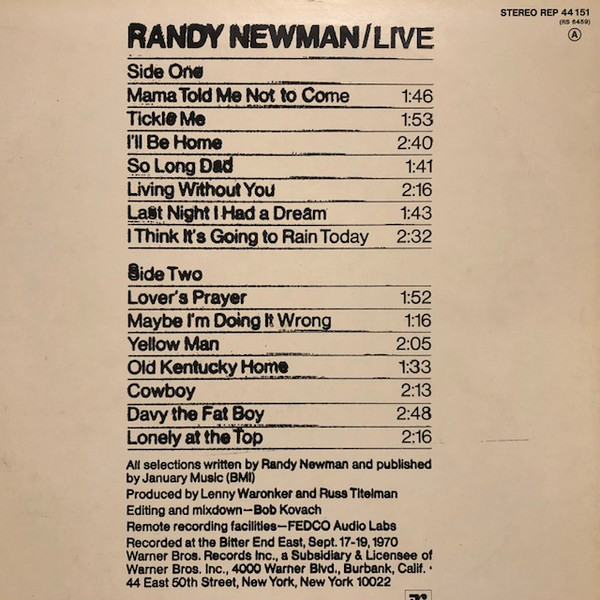 STEREO REP 44 151
(RS 6459)
A
RANDY NEWMAN/LIVE
Side One
Mama Told Me Not to Come 1:46
Tickle Me 1:53
I'll Be Home 2:40
So Long Dad 1:41
Living Without You 2:16
Last Night I Had a Dream 1:43
I Think It's Going to Rain Today 2:32
Side Two
Lover's Prayer 1:52
Maybe I'm Doing It Wrong 1:16
Yellow Man 2:05
Old Kentucky Home 1:33
Cowboy 2:13
Davy the Fat Boy 2:48
Lonely at the Top 2:16
All selections written by Randy Newman and published
by January Music (BMI)
Produced by Lenny Waronker and Russ Titelman
Editing and mixdown—Bob Kovach
Remote recording facilities—FEDCO Audio Labs
Recorded at the Bitter End East, Sept. 17-19, 1970
Warner Bros. Records Inc., a Subsidiary & Licensee of
Warner Bros. Inc., 4000 Warner Blvd., Burbank, Calif. •
44 East 50th Street, New York, New York 10022